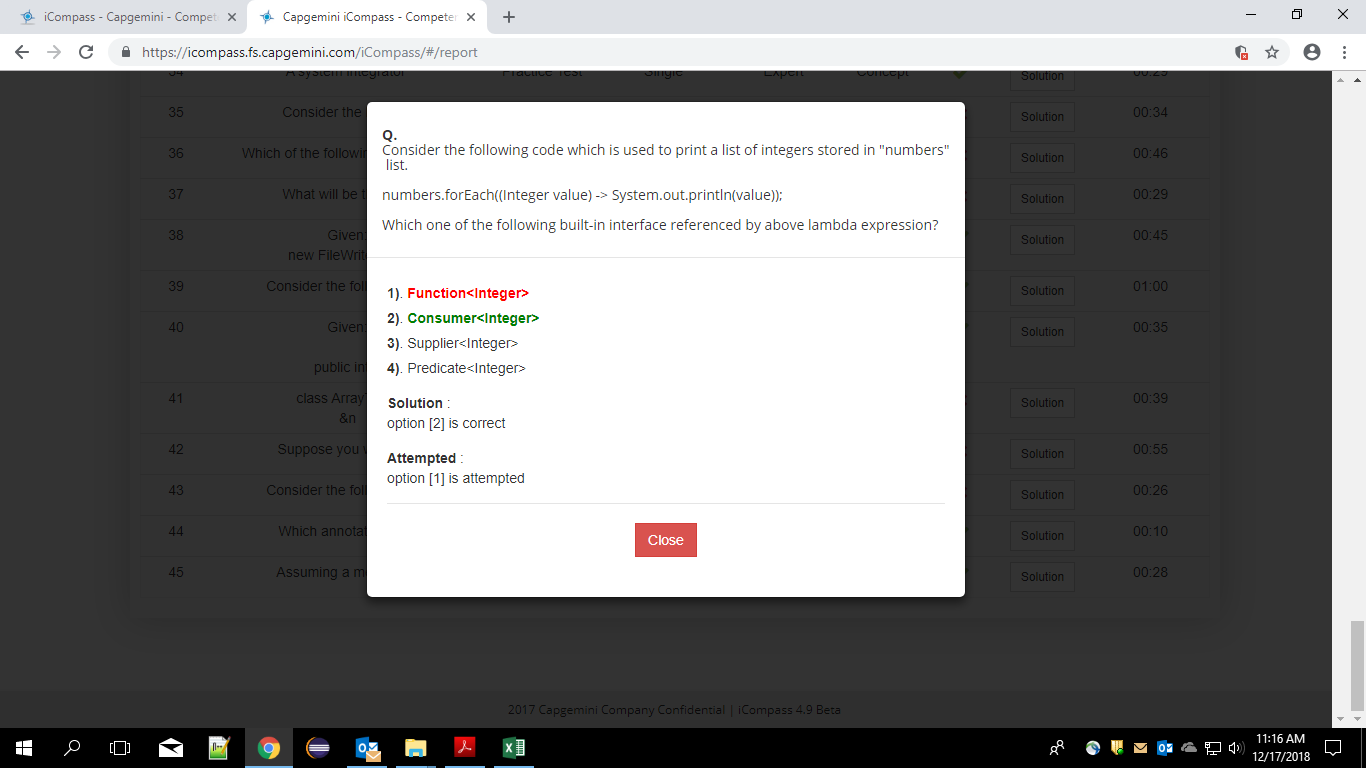 iCompass - Capgemini - Compet
Capgemini iCompass - Competen
https://icompass.fs.capgemini.com/iCompass/#/report
34 A system integrator Practice Test Single Expert Concept Solution 00:29
35 Consider the Solution 00:34
36 Which of the followin Solution 00:46
37 What will be t Solution 00:29
38 Given: Solution 00:45
new FileWrit
39 Consider the foll Solution 01:00
40 Given: Solution 00:35
public in
41 class Array Solution 00:39
&n
42 Suppose you w Solution 00:55
43 Consider the foll Solution 00:26
44 Which annotat Solution 00:10
45 Assuming a m Solution 00:28
Q.
Consider the following code which is used to print a list of integers stored in "numbers"
list.
numbers.forEach((Integer value) -> System.out.println(value));
Which one of the following built-in interface referenced by above lambda expression?
1). Function<Integer>
2). Consumer<Integer>
3). Supplier<Integer>
4). Predicate<Integer>
Solution :
option [2] is correct
Attempted :
option [1] is attempted
Close
2017 Capgemini Company Confidential | iCompass 4.9 Beta
11:16 AM
12/17/2018